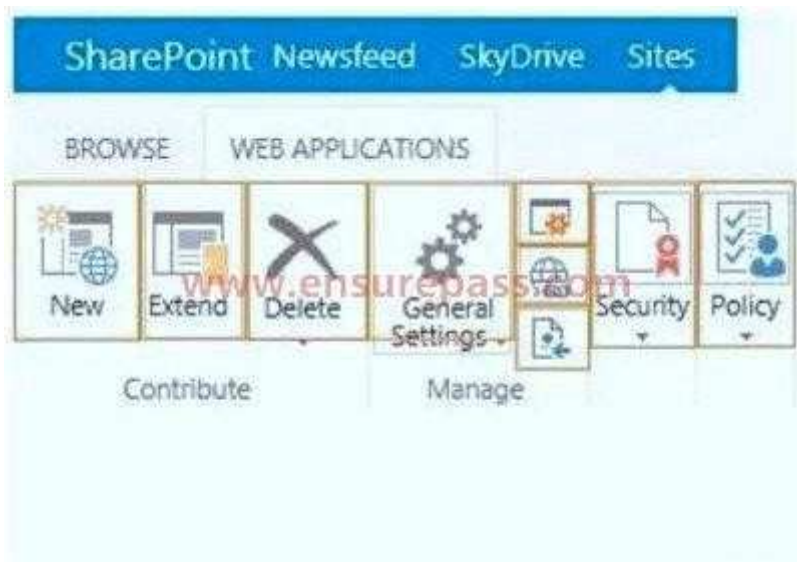 SharePoint Newsfeed SkyDrive Sites
BROWSE WEB APPLICATIONS
New Extend Delete General Settings Security Policy
www.ensurepass.com
Contribute Manage